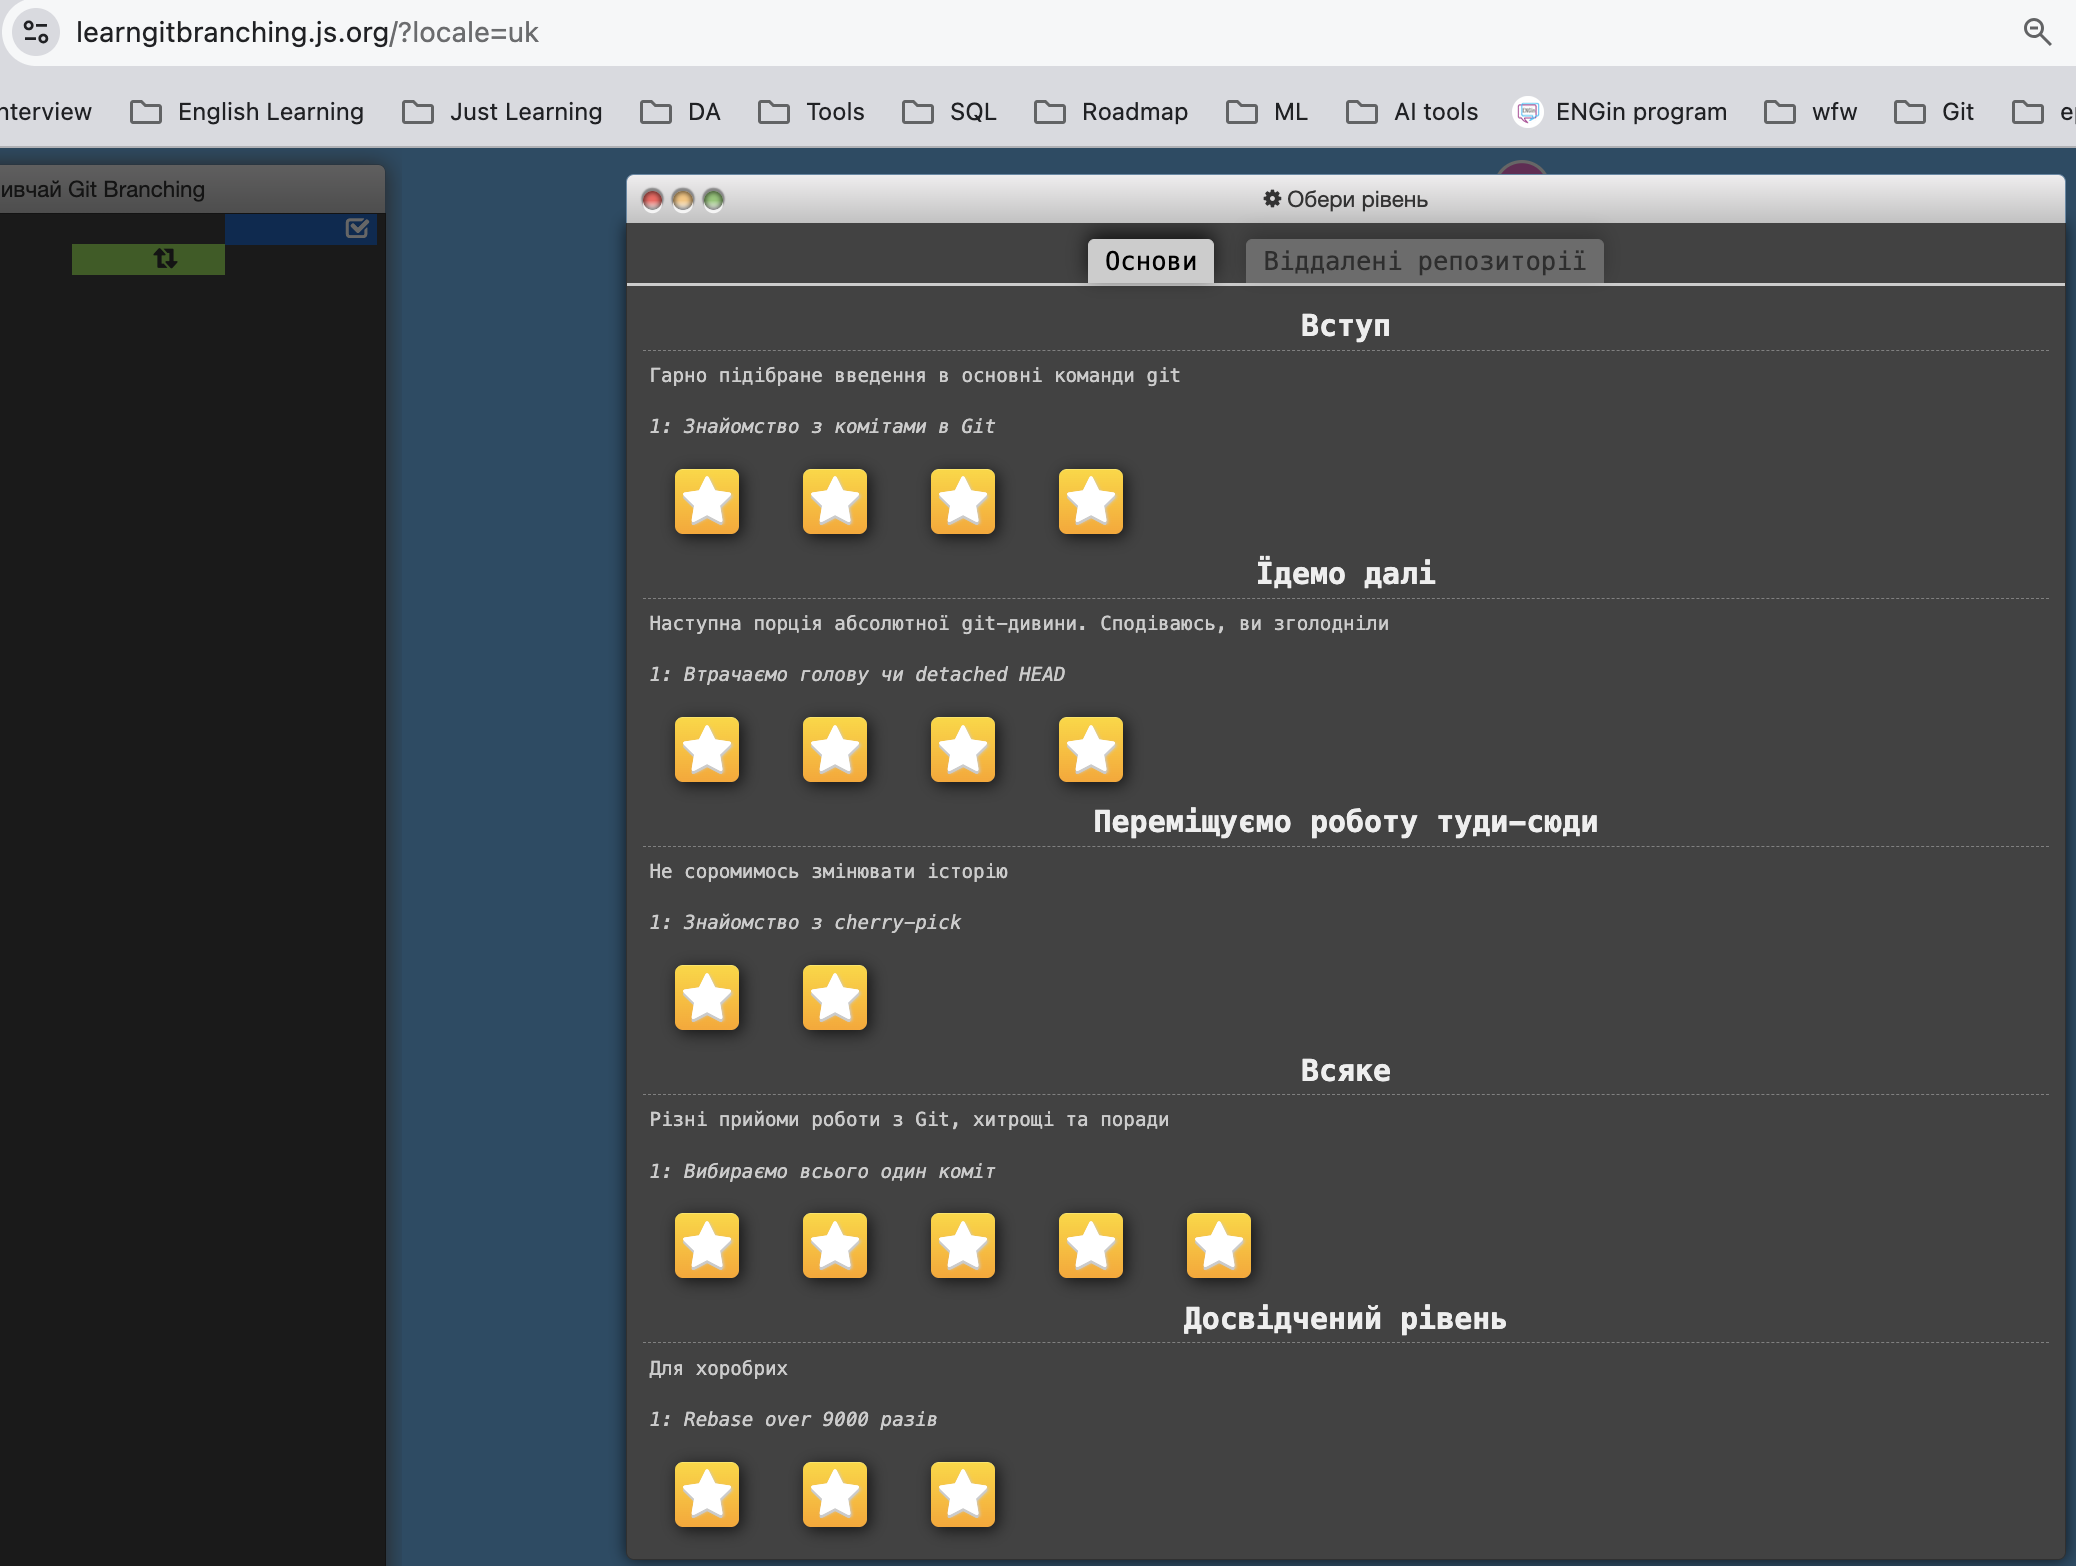 learngitbranching.js.org/?locale=uk
English Learning
Just Learning
DA
Tools
SQL
Roadmap
ML
AI tools
ENGin program
wfw
Git
Git Branching
Обери рівень
Основи
Віддалені репозиторії
Вступ
Гарно підібране введення в основні команди git
1: Знайомство з комітами в Git
Їдемо далі
Наступна порція абсолютної git-дивини. Сподіваюсь, ви зголодніли
1: Втрачаємо голову чи detached HEAD
Переміщуємо роботу туди-сюди
Не соромимось змінювати історію
1: Знайомство з cherry-pick
Всяке
Різні прийоми роботи з Git, хитрощі та поради
1: Вибираємо всього один коміт
Досвідчений рівень
Для хоробрих
1: Rebase over 9000 разів